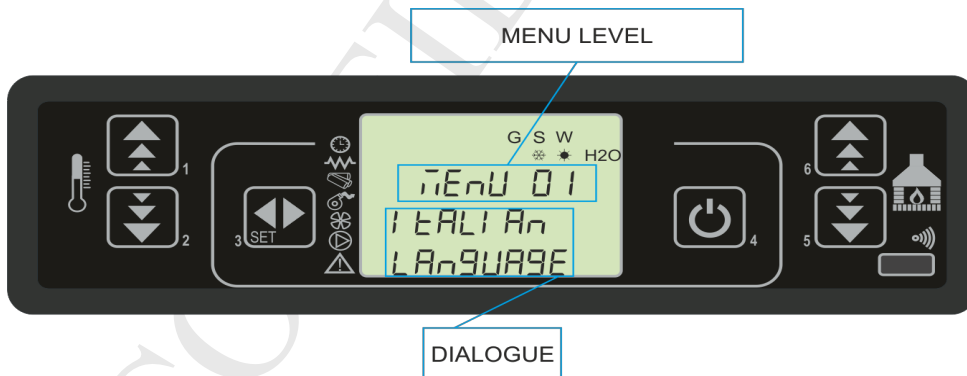 MENU LEVEL
G S W
H2O
MEnU 01
ItALIAn
LAnguAgE
1
2
3
SET
4
5
6
DIALOGUE